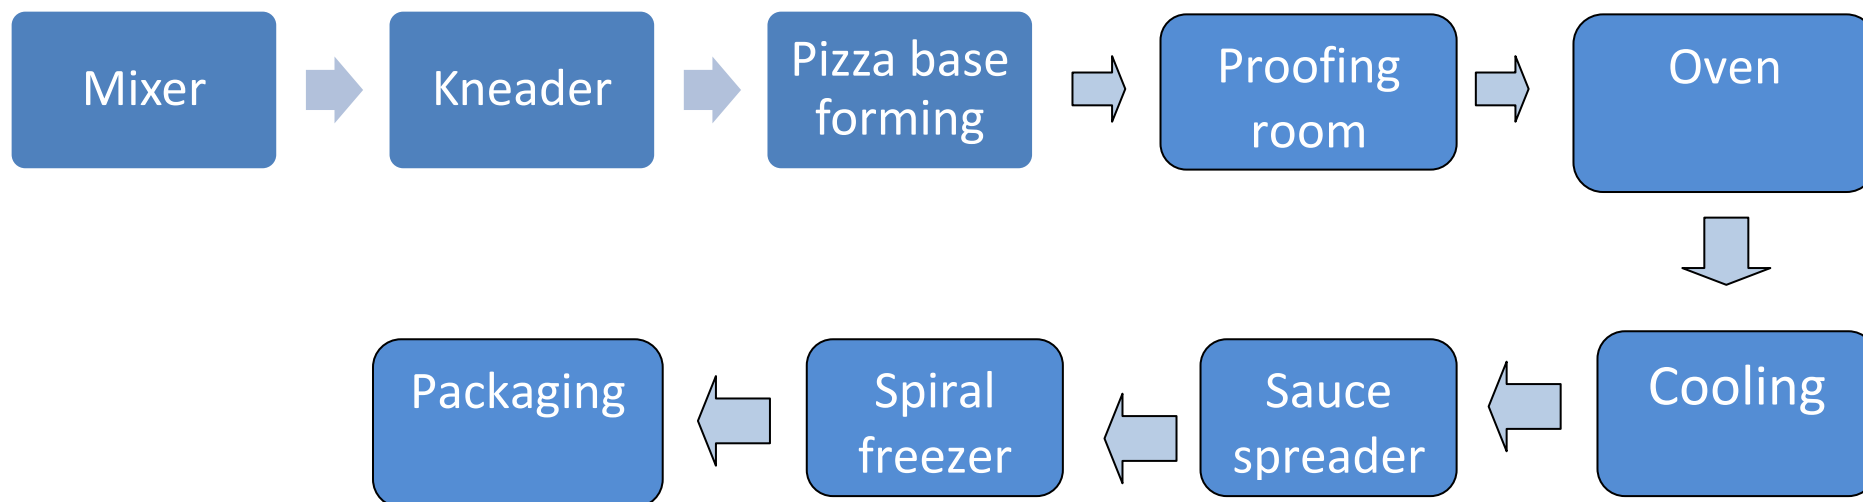 Mixer
Kneader
Pizza base
forming
Proofing
room
Oven
Cooling
Sauce
spreader
Spiral
freezer
Packaging